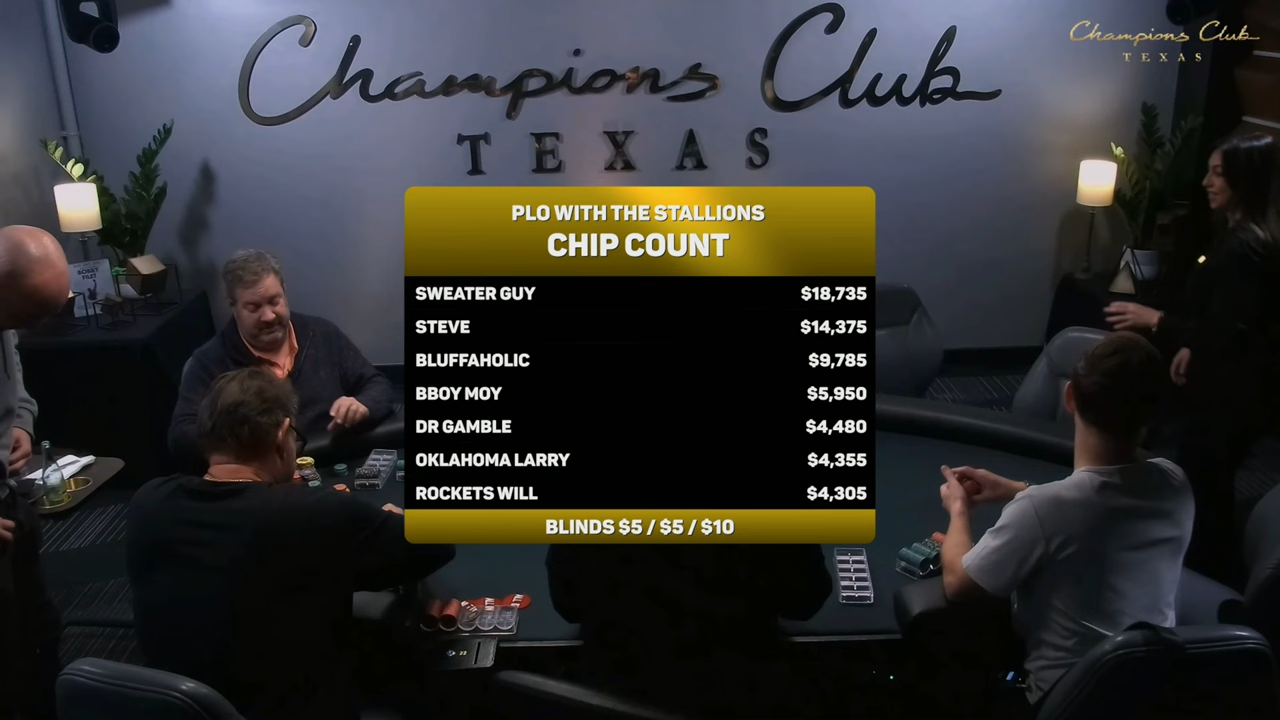 Champions Club
TEXAS
Champions Club
TEXAS
PLO WITH THE STALLIONS
CHIP COUNT
SWEATER GUY $18,735
STEVE $14,375
BLUFFAHOLIC $9,785
BBOY MOY $5,950
DR GAMBLE $4,480
OKLAHOMA LARRY $4,355
ROCKETS WILL $4,305
BLINDS $5 / $5 / $10